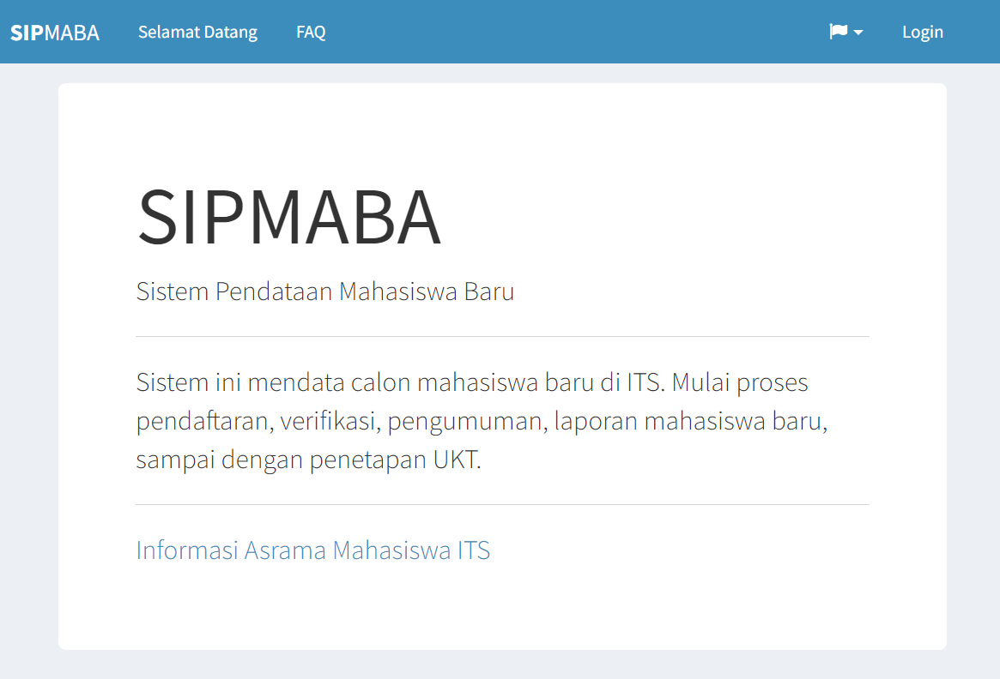 SIPMABA Selamat Datang FAQ Login
SIPMABA
Sistem Pendataan Mahasiswa Baru
Sistem ini mendata calon mahasiswa baru di ITS. Mulai proses
pendaftaran, verifikasi, pengumuman, laporan mahasiswa baru,
sampai dengan penetapan UKT.
Informasi Asrama Mahasiswa ITS